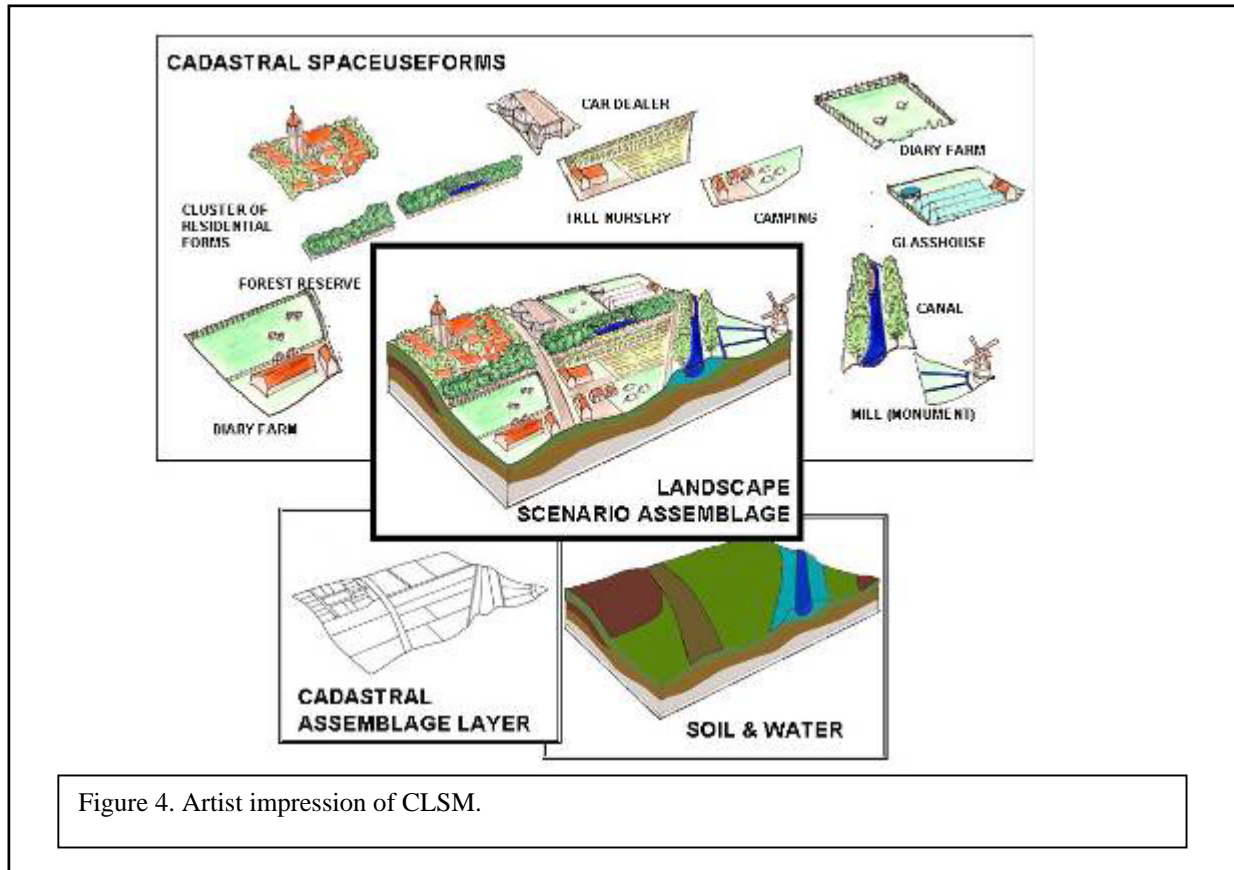 CADASTRAL SPACEUSEFORMS
CAR DEALER
DIARY FARM
CLUSTER OF
RESIDENTIAL
FORMS
TREE NURSERY
CAMPING
GLASSHOUSE
FOREST RESERVE
CANAL
DIARY FARM
MILL (MONUMENT)
LANDSCAPE
SCENARIO ASSEMBLAGE
CADASTRAL
ASSEMBLAGE LAYER
SOIL & WATER
Figure 4. Artist impression of CLSM.